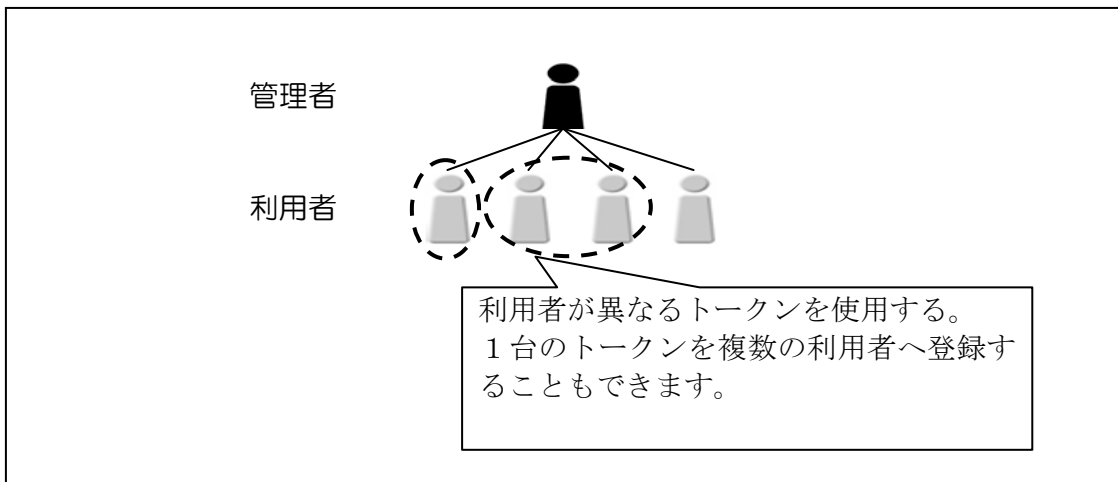 管理者
利用者
利用者が異なるトークンを使用する。
１台のトークンを複数の利用者へ登録す
ることもできます。